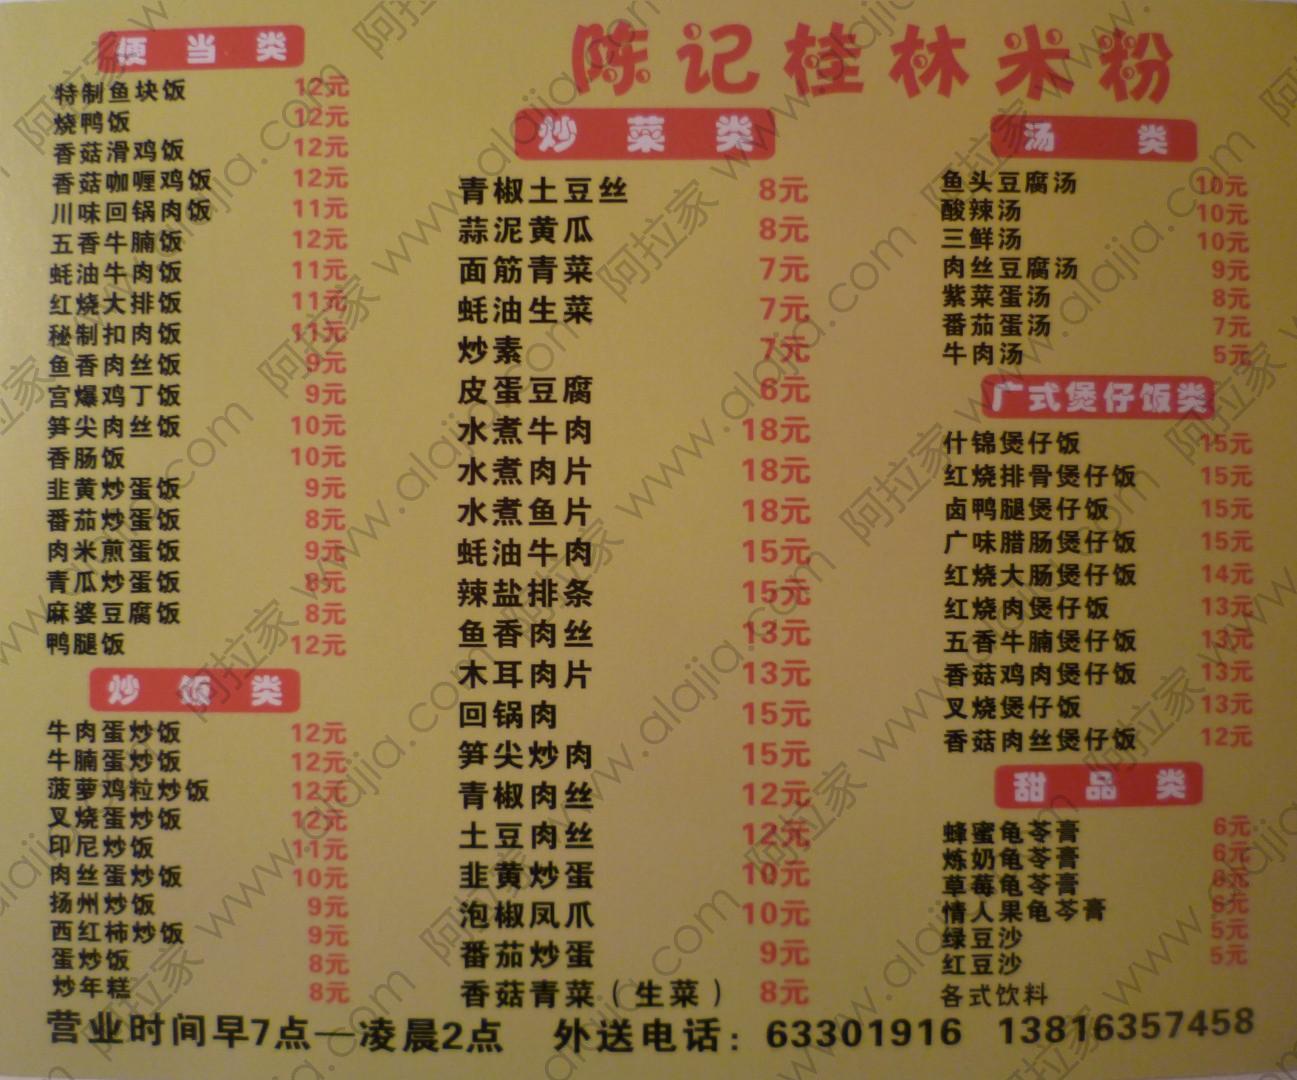 陈记桂林米粉
便当类
特制鱼块饭 12元
烧鸭饭 12元
香菇滑鸡饭 12元
香菇咖喱鸡饭 12元
川味回锅肉饭 11元
五香牛腩饭 12元
蚝油牛肉饭 11元
红烧大排饭 11元
秘制扣肉饭 11元
鱼香肉丝饭 9元
宫爆鸡丁饭 9元
笋尖肉丝饭 10元
香肠饭 10元
韭黄炒蛋饭 9元
番茄炒蛋饭 8元
肉米煎蛋饭 9元
青瓜炒蛋饭 8元
麻婆豆腐饭 8元
鸭腿饭 12元
炒饭类
牛肉蛋炒饭 12元
牛腩蛋炒饭 12元
菠萝鸡粒炒饭 12元
叉烧蛋炒饭 12元
印尼炒饭 11元
肉丝蛋炒饭 10元
扬州炒饭 9元
西红柿炒饭 9元
蛋炒饭 8元
炒年糕 8元
炒菜类
青椒土豆丝 8元
蒜泥黄瓜 8元
面筋青菜 7元
蚝油生菜 7元
炒素 7元
皮蛋豆腐 6元
水煮牛肉 18元
水煮肉片 18元
水煮鱼片 18元
蚝油牛肉 15元
辣盐排条 15元
鱼香肉丝 13元
木耳肉片 13元
回锅肉 15元
笋尖炒肉 15元
青椒肉丝 12元
土豆肉丝 12元
韭黄炒蛋 10元
泡椒凤爪 10元
番茄炒蛋 9元
香菇青菜（生菜） 8元
汤类
鱼头豆腐汤 10元
酸辣汤 10元
三鲜汤 10元
肉丝豆腐汤 9元
紫菜蛋汤 8元
番茄蛋汤 7元
牛肉汤 5元
广式煲仔饭类
什锦煲仔饭 15元
红烧排骨煲仔饭 15元
卤鸭腿煲仔饭 15元
广味腊肠煲仔饭 15元
红烧大肠煲仔饭 14元
红烧肉煲仔饭 13元
五香牛腩煲仔饭 13元
香菇鸡肉煲仔饭 13元
叉烧煲仔饭 13元
香菇肉丝煲仔饭 12元
甜品类
蜂蜜龟苓膏 6元
炼奶龟苓膏 6元
草莓龟苓膏 6元
情人果龟苓膏 6元
绿豆沙 5元
红豆沙 5元
各式饮料
营业时间早7点—凌晨2点 外送电话：63301916 13816357458
阿拉家 www.alajia.com